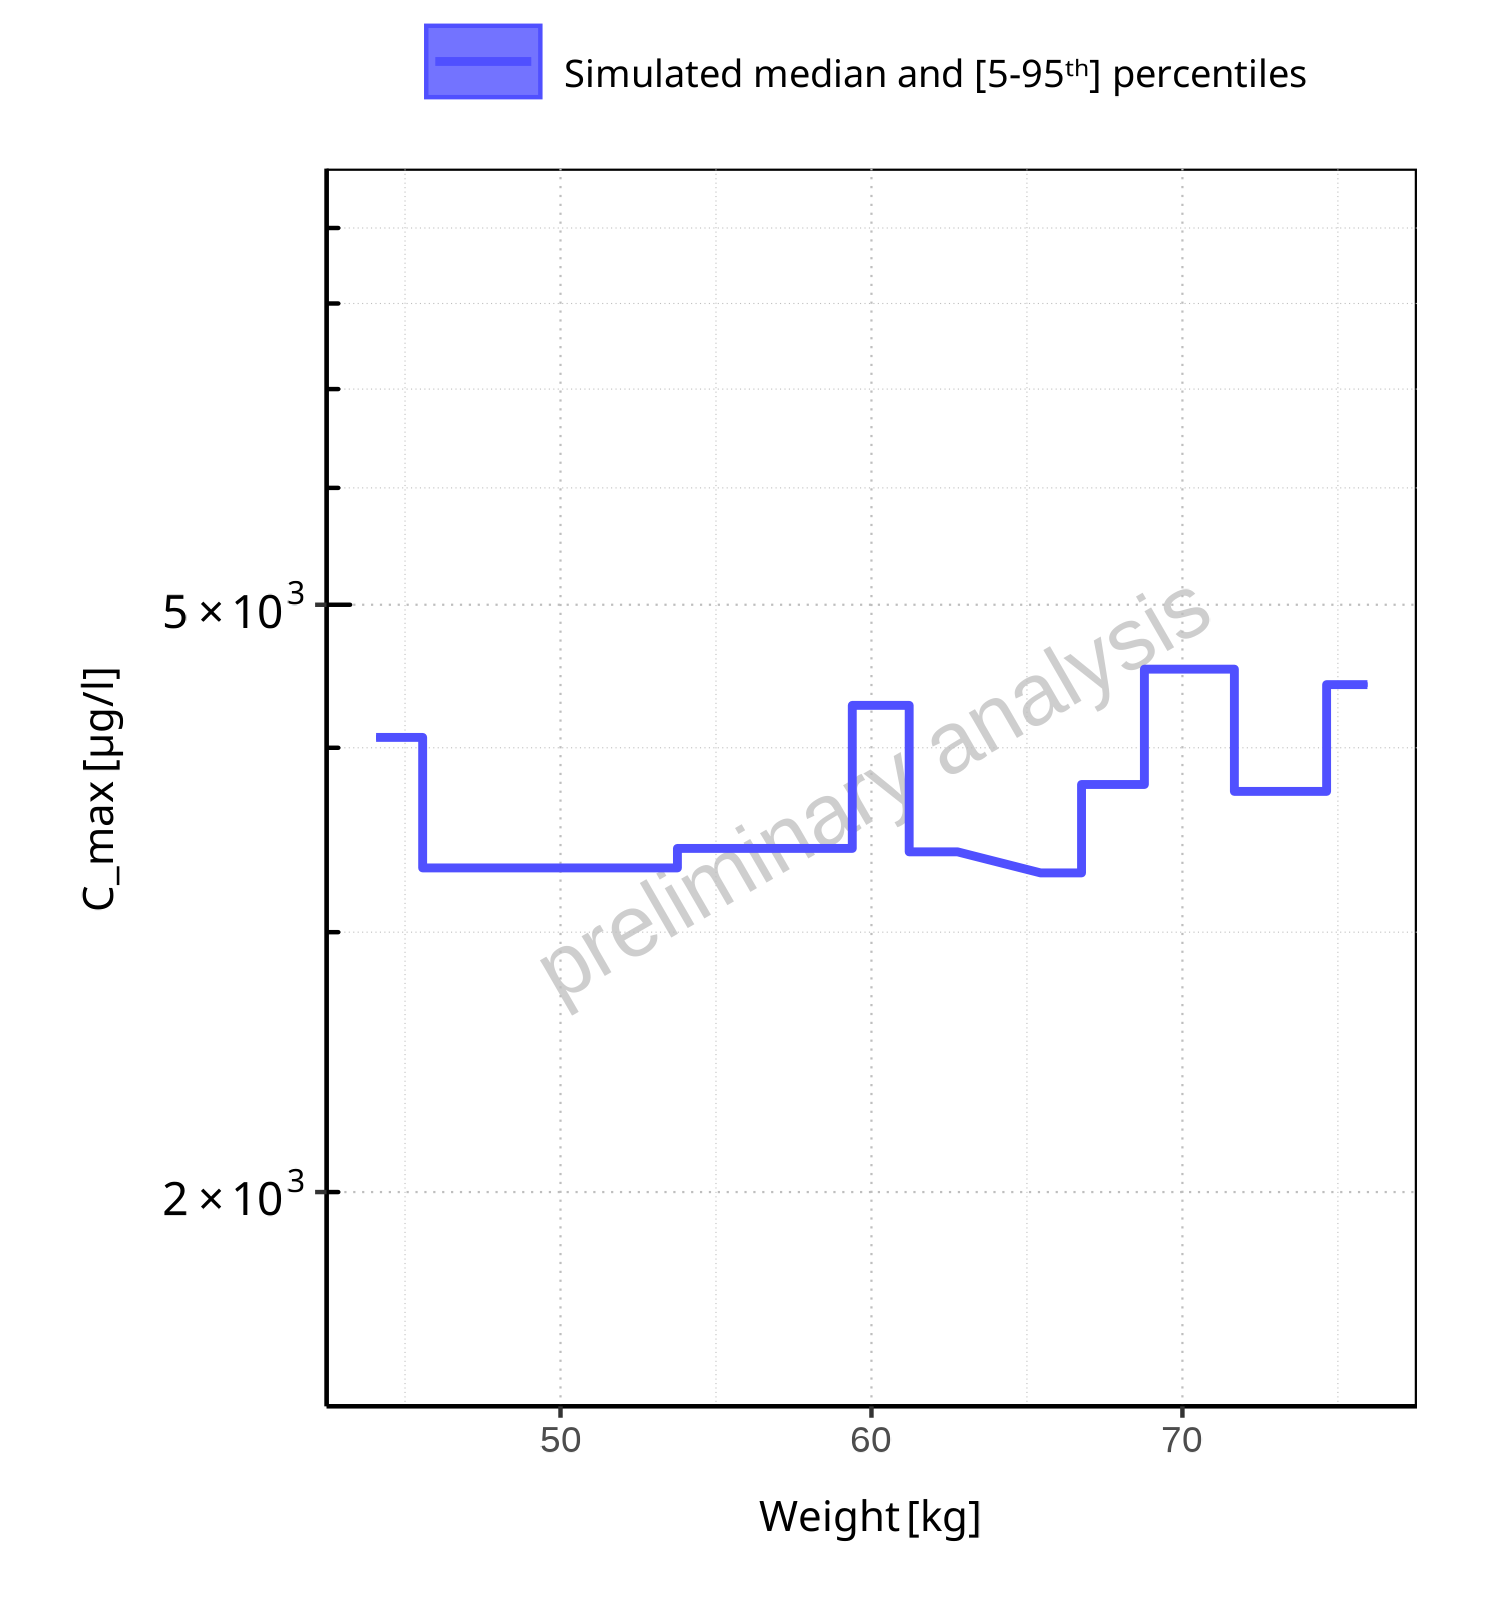 Simulated median and [5-95ᵗʰ] percentiles
5 × 10³
C_max [µg/l]
preliminary analysis
2 × 10³
50 60 70
Weight [kg]